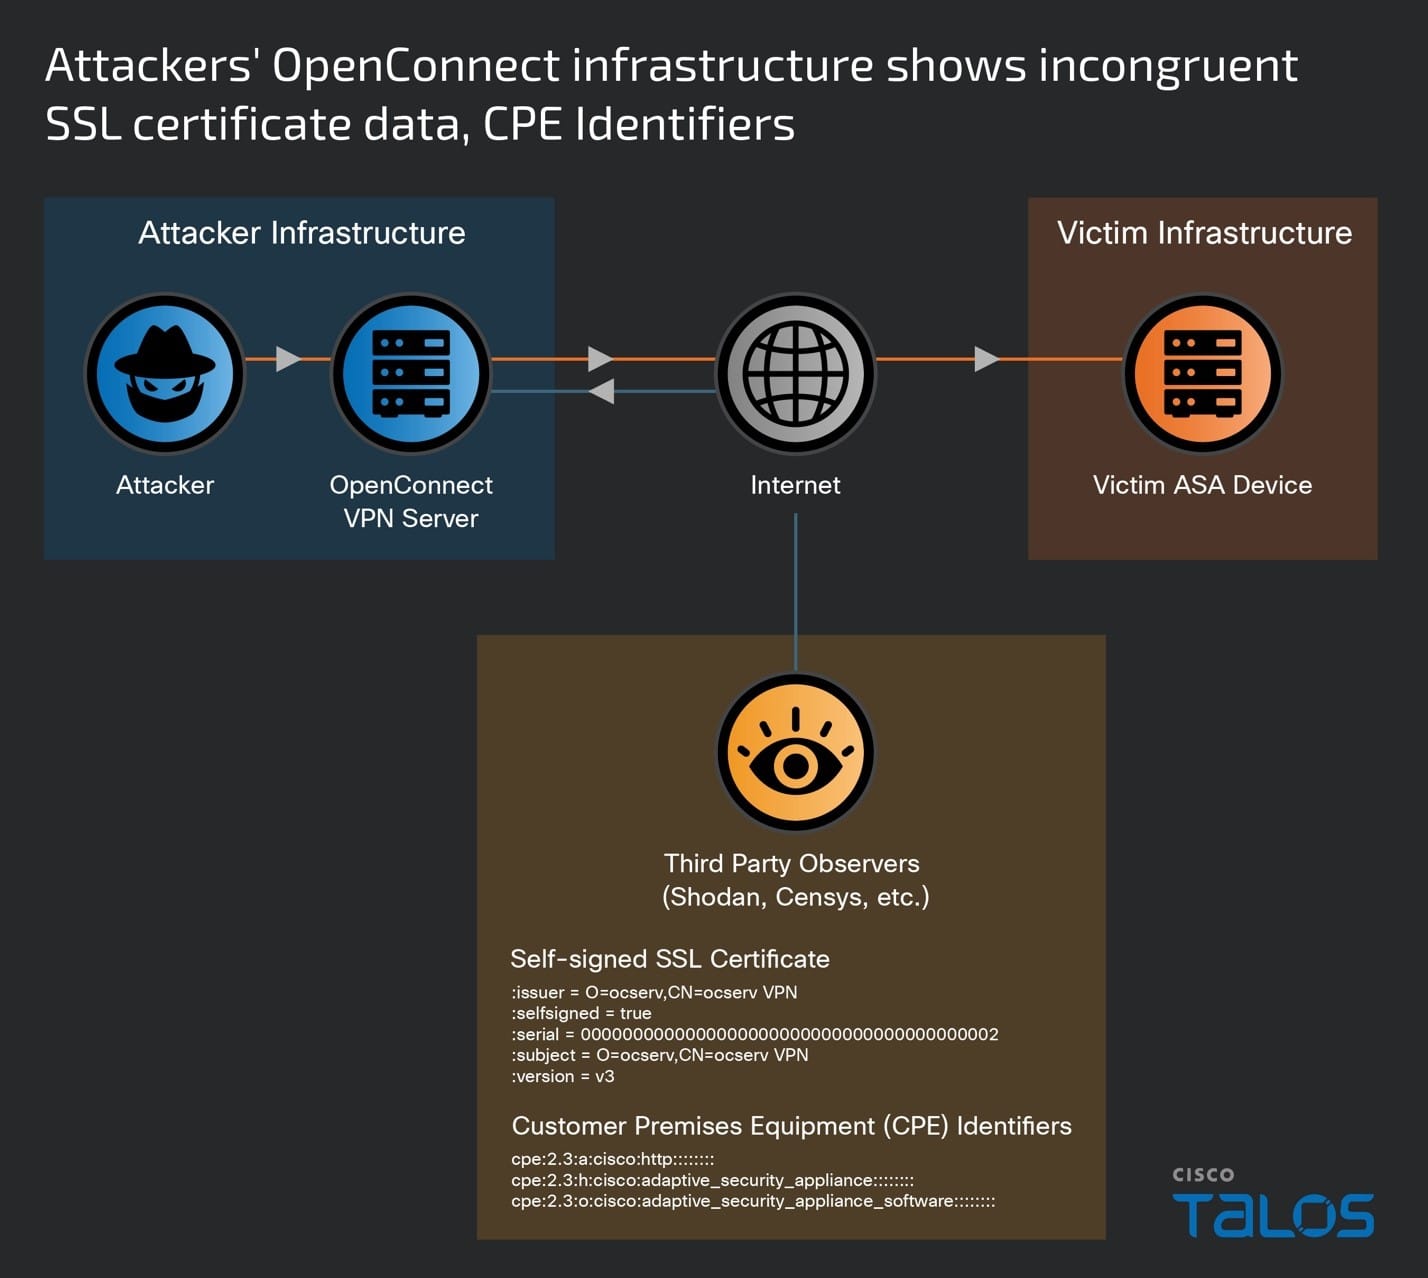 Attackers' OpenConnect infrastructure shows incongruent
SSL certificate data, CPE Identifiers
Attacker Infrastructure
Victim Infrastructure
Attacker
OpenConnect
VPN Server
Internet
Victim ASA Device
Third Party Observers
(Shodan, Censys, etc.)
Self-signed SSL Certificate
:issuer = O=ocserv,CN=ocserv VPN
:selfsigned = true
:serial = 0000000000000000000000000000000000000002
:subject = O=ocserv,CN=ocserv VPN
:version = v3
Customer Premises Equipment (CPE) Identifiers
cpe:2.3:a:cisco:http::::::::
cpe:2.3:h:cisco:adaptive_security_appliance::::::::
cpe:2.3:o:cisco:adaptive_security_appliance_software::::::::
CISCO
TALOS